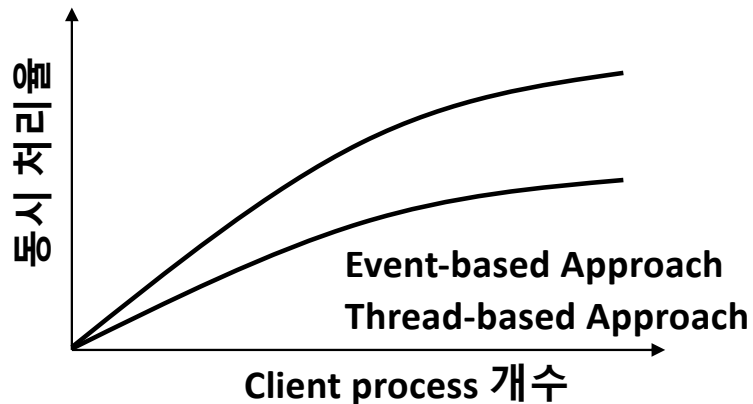 동시 처리율
Event-based Approach
Thread-based Approach
Client process 개수